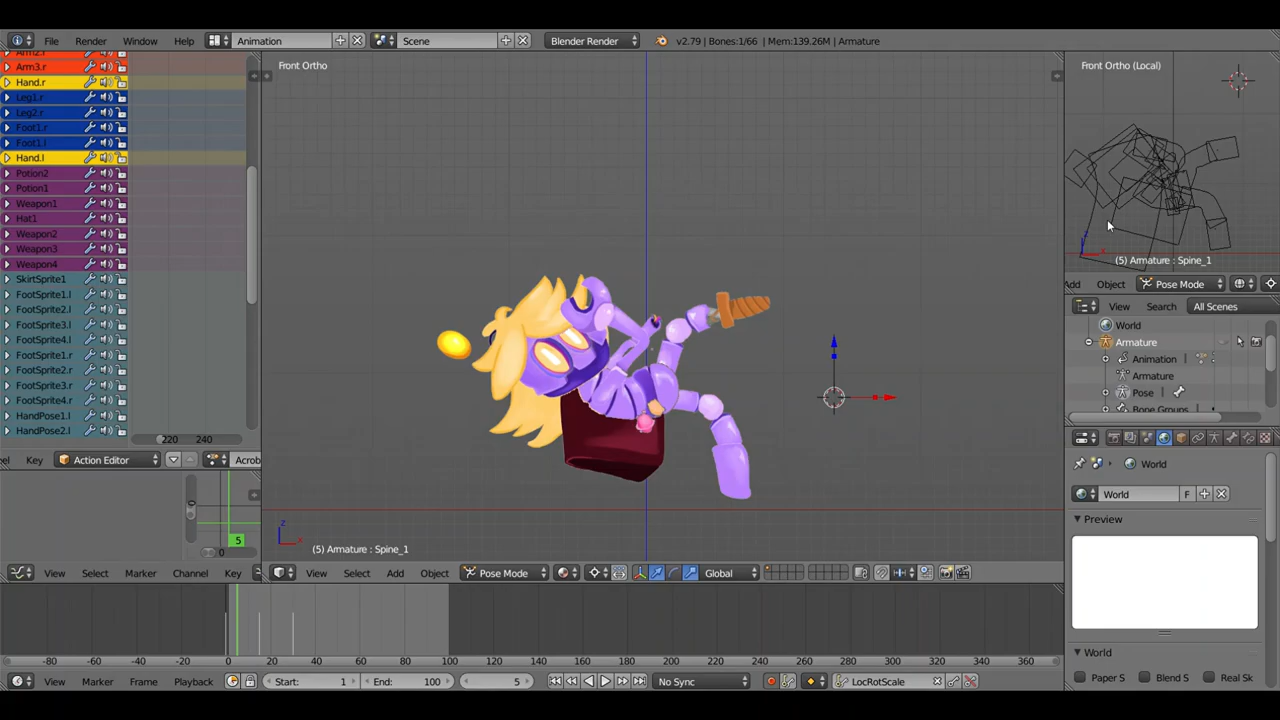 File Render Window Help Animation Scene Blender Render v2.79 | Bones:1/66 | Mem:139.26M | Armature
Arm2.r
Arm3.r
Hand.r
Leg1.r
Leg2.r
Foot1.r
Foot1.l
Hand.l
Potion2
Potion1
Weapon1
Hat1
Weapon2
Weapon3
Weapon4
SkirtSprite1
FootSprite1.l
FootSprite2.l
FootSprite3.l
FootSprite4.l
FootSprite1.r
FootSprite2.r
FootSprite3.r
FootSprite4.r
HandPose1.l
HandPose2.l
220 240
el Key Action Editor Acrob
5
0
View Select Marker Channel Key
Front Ortho
z
x
(5) Armature : Spine_1
View Select Add Object Pose Mode Global
Front Ortho (Local)
z
x
(5) Armature : Spine_1
Add Object Pose Mode
View Search All Scenes
World
Armature
Animation
Armature
Pose
Bone Groups
World
World F
Preview
World
Paper S Blend S Real Sk
-80 -60 -40 -20 0 20 40 60 80 100 120 140 160 180 200 220 240 260 280 300 320 340 360
View Marker Frame Playback Start: 1 End: 100 5 No Sync LocRotScale